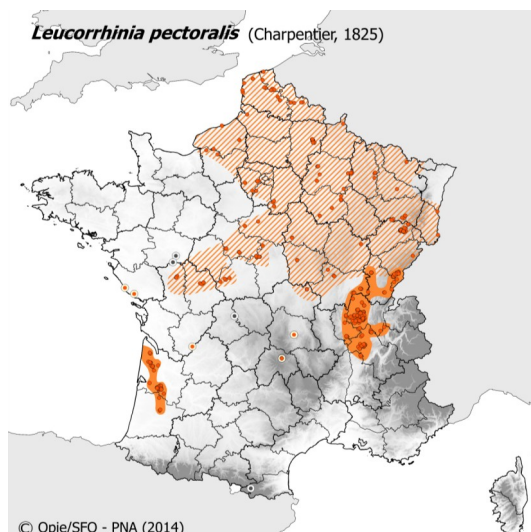 Leucorrhinia pectoralis (Charpentier, 1825)
© Opie/SFO - PNA (2014)